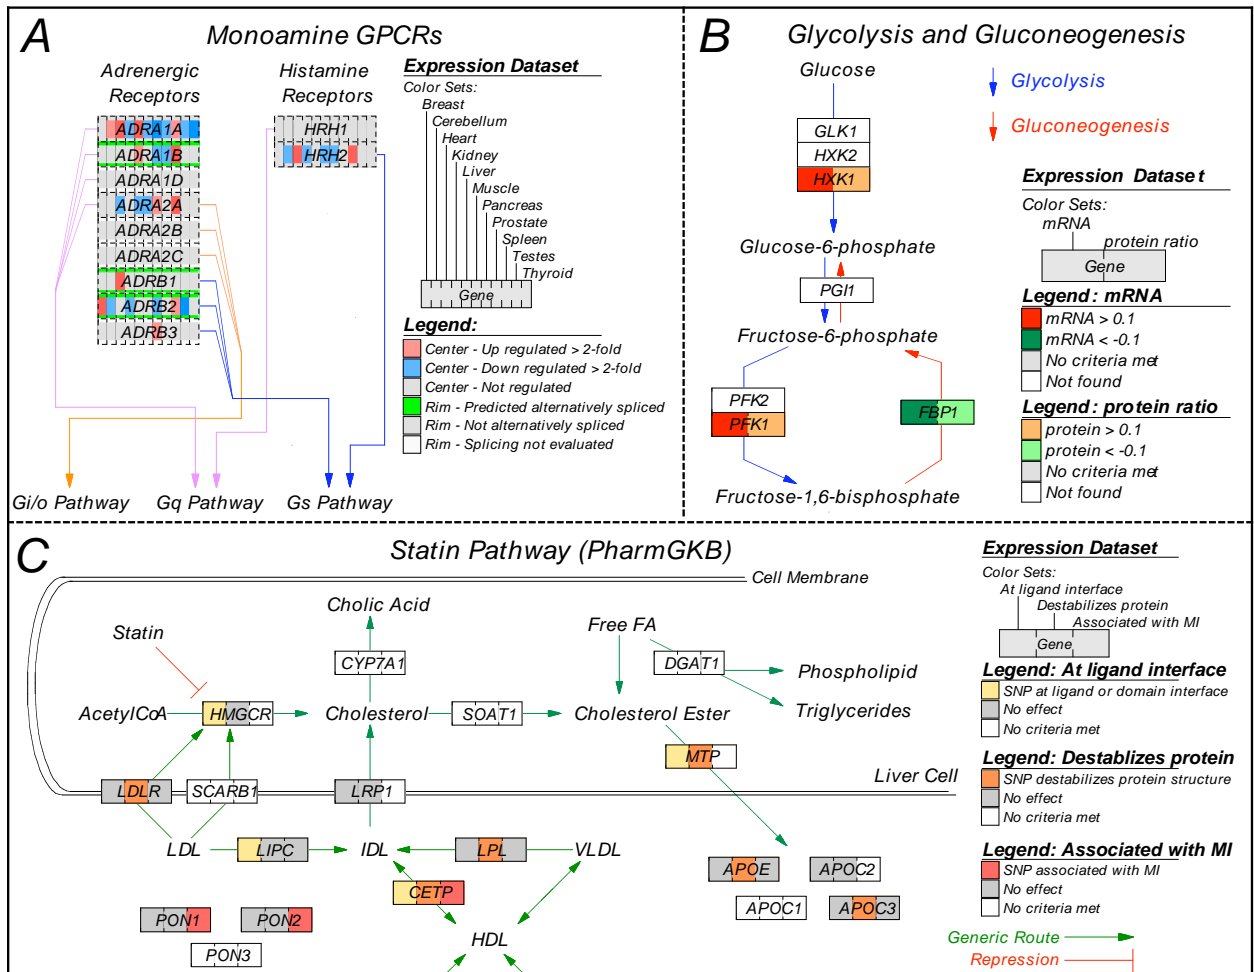 A
Monoamine GPCRs
Adrenergic
Receptors
Histamine
Receptors
ADRA1A
ADRA1B
ADRA1D
ADRA2A
ADRA2B
ADRA2C
ADRB1
ADRB2
ADRB3
HRH1
HRH2
Expression Dataset
Color Sets:
Breast
Cerebellum
Heart
Kidney
Liver
Muscle
Pancreas
Prostate
Spleen
Testes
Thyroid
Gene
Legend:
Center - Up regulated > 2-fold
Center - Down regulated > 2-fold
Center - Not regulated
Rim - Predicted alternatively spliced
Rim - Not alternatively spliced
Rim - Splicing not evaluated
Gi/o Pathway
Gq Pathway
Gs Pathway
B
Glycolysis and Gluconeogenesis
Glucose
Glycolysis
Gluconeogenesis
GLK1
HXK2
HXK1
Glucose-6-phosphate
PGI1
Fructose-6-phosphate
PFK2
PFK1
FBP1
Fructose-1,6-bisphosphate
Expression Dataset
Color Sets:
mRNA
protein ratio
Gene
Legend: mRNA
mRNA > 0.1
mRNA < -0.1
No criteria met
Not found
Legend: protein ratio
protein > 0.1
protein < -0.1
No criteria met
Not found
C
Statin Pathway (PharmGKB)
Cell Membrane
Cholic Acid
Statin
Free FA
CYP7A1
DGAT1
Phospholipid
AcetylCoA
HMGCR
Cholesterol
SOAT1
Cholesterol Ester
Triglycerides
MTP
Liver Cell
LDLR
SCARB1
LRP1
LDL
LIPC
IDL
LPL
VLDL
CETP
APOE
APOC2
APOC1
APOC3
PON1
PON2
PON3
HDL
Expression Dataset
Color Sets:
At ligand interface
Destabilizes protein
Associated with MI
Gene
Legend: At ligand interface
SNP at ligand or domain interface
No effect
No criteria met
Legend: Destablizes protein
SNP destabilizes protein structure
No effect
No criteria met
Legend: Associated with MI
SNP associated with MI
No effect
No criteria met
Generic Route
Repression